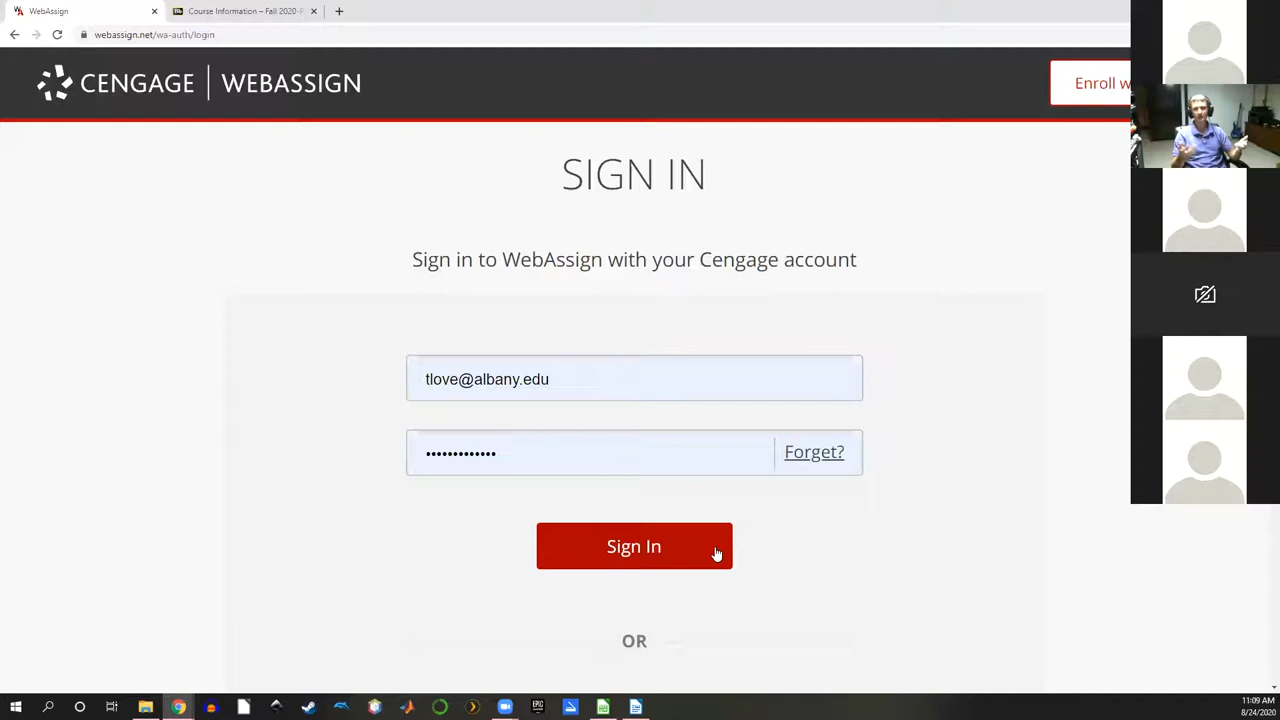 WebAssign
Course Information – Fall 2020-P
webassign.net/wa-auth/login
CENGAGE | WEBASSIGN
Enroll w
SIGN IN
Sign in to WebAssign with your Cengage account
tlove@albany.edu
•••••••••••••
Forget?
Sign In
OR
11:09 AM
8/24/2020